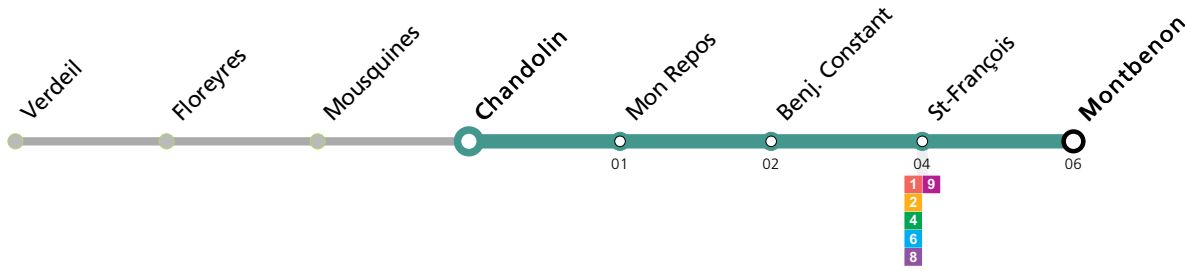 Verdeil
Floreyres
Mousquines
Chandolin
Mon Repos
Benj. Constant
St-François
Montbenon
01
02
04
06
1 9
2
4
6
8